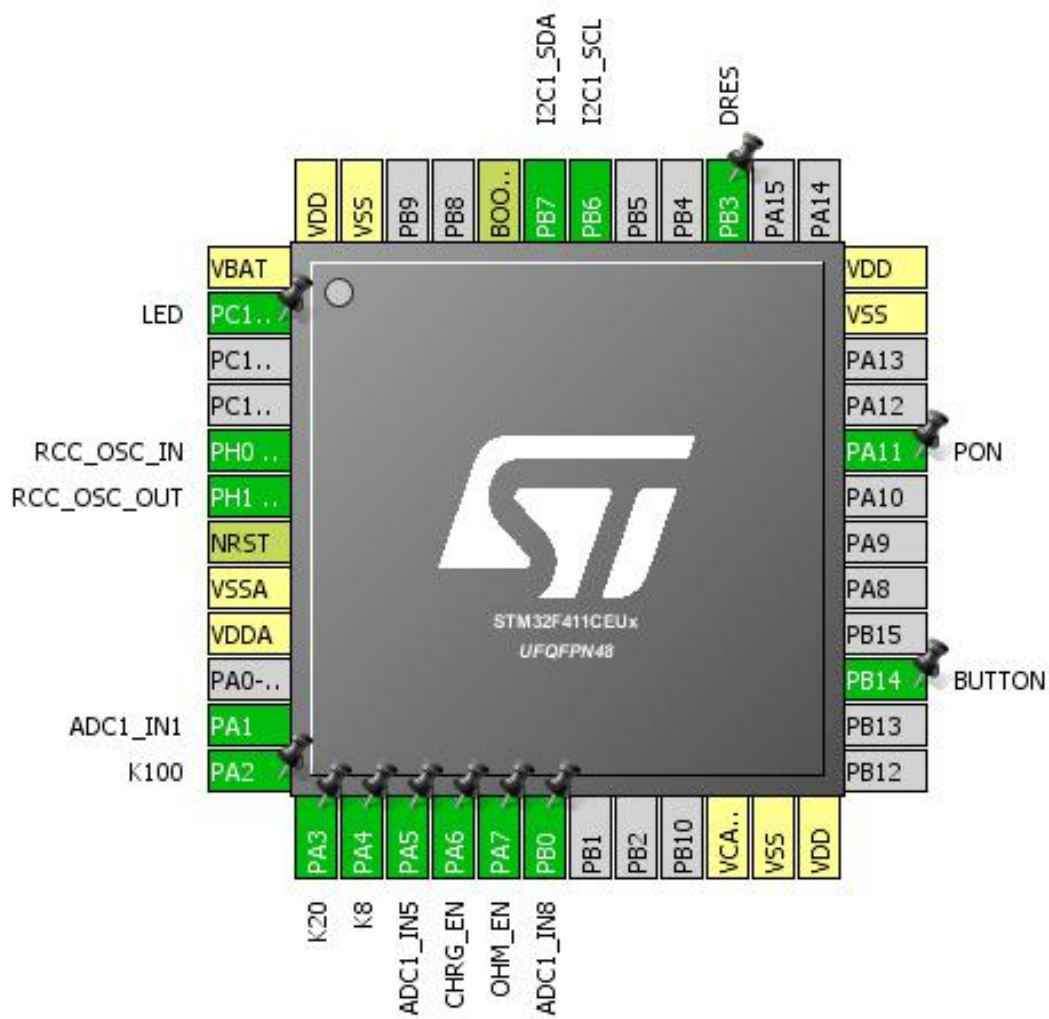 I2C1_SDA
I2C1_SCL
DRES
VDD
VSS
PB9
PB8
BOO..
PB7
PB6
PB5
PB4
PB3
PA15
PA14
VBAT
LED PC1..
PC1..
PC1..
RCC_OSC_IN PH0 ..
RCC_OSC_OUT PH1 ..
NRST
VSSA
VDDA
PA0-..
ADC1_IN1 PA1
K100 PA2
STM32F411CEUx
UFQFPN48
VDD
VSS
PA13
PA12
PA11 PON
PA10
PA9
PA8
PB15
PB14 BUTTON
PB13
PB12
PA3
PA4
PA5
PA6
PA7
PB0
PB1
PB2
PB10
VCA..
VSS
VDD
K20
K8
ADC1_IN5
CHRG_EN
OHM_EN
ADC1_IN8